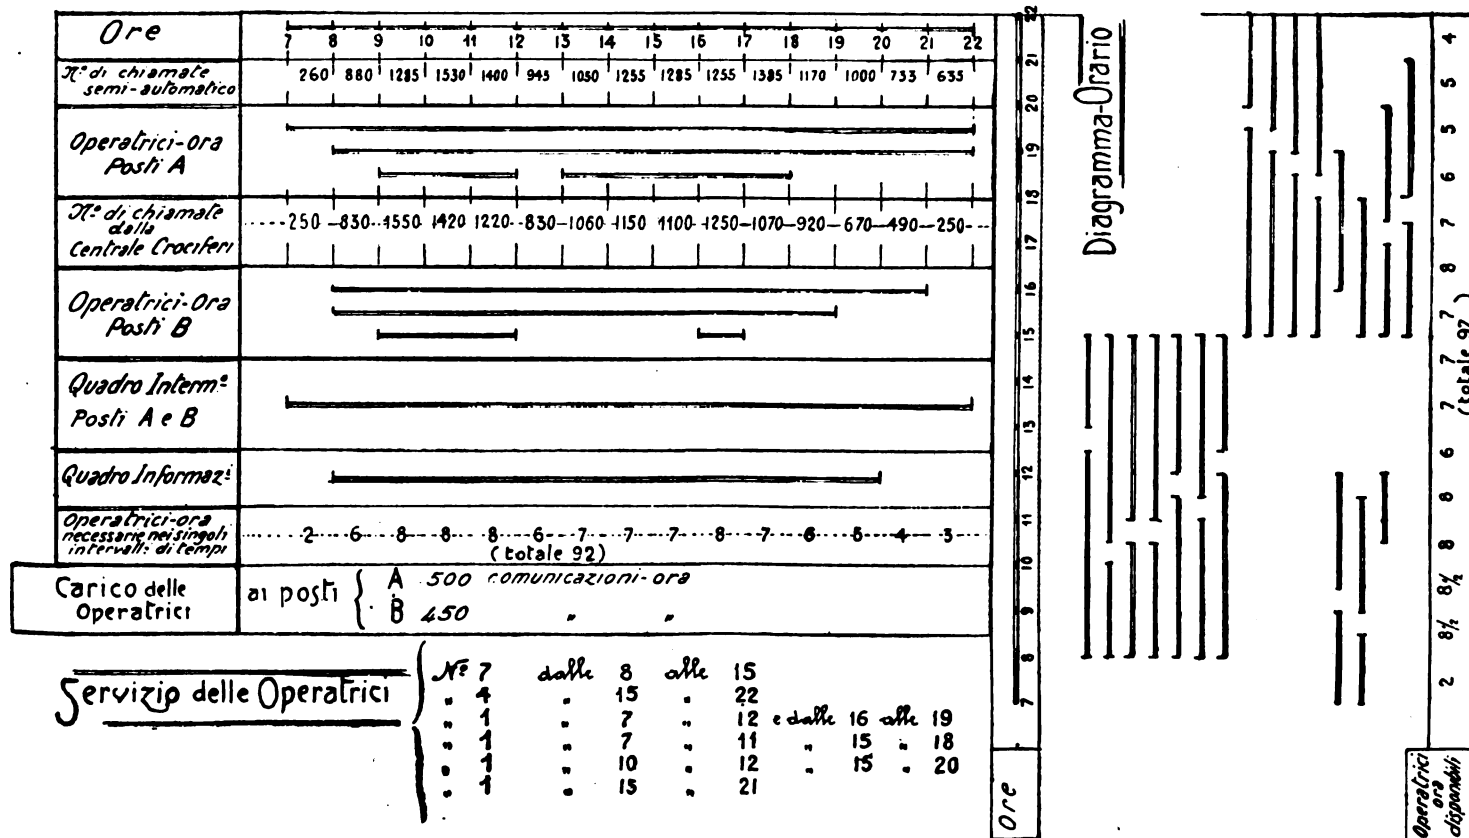 Ore
7 8 9 10 11 12 13 14 15 16 17 18 19 20 21 22
N° di chiamate
semi-automatico
260 880 1285 1530 1400 945 1050 1255 1285 1255 1385 1170 1000 733 635
Operatrici-ora
Posti A
N° di chiamate
dalla
Centrale Crociferi
250 830 1550 1420 1220 830 1060 1150 1100 1250 1070 920 670 490 250
Operatrici-Ora
Posti B
Quadro Interm°
Posti A e B
Quadro Informaz¹
Operatrici-ora
necessarie nei singoli
intervalli di tempi
2 6 8 8 8 6 7 7 7 8 7 6 5 4 3
(totale 92)
Carico delle
Operatrici
ai posti { A 500 comunicazioni-ora
B 450 " "
Servizio delle Operatrici
N° 7 dalle 8 alle 15
" 4 " 15 " 22
" 1 " 7 " 12 e dalle 16 alle 19
" 1 " 7 " 11 " 15 " 18
" 1 " 10 " 12 " 15 " 20
" 1 " 15 " 21
Ore
7 8 9 10 11 12 13 14 15 16 17 18 19 20 21 22
Diagramma-Orario
Operatrici
ora
disponibili
2 8½ 8½ 8 8 6 7 7 7 8 7 6 5 5 4
(totale 92)